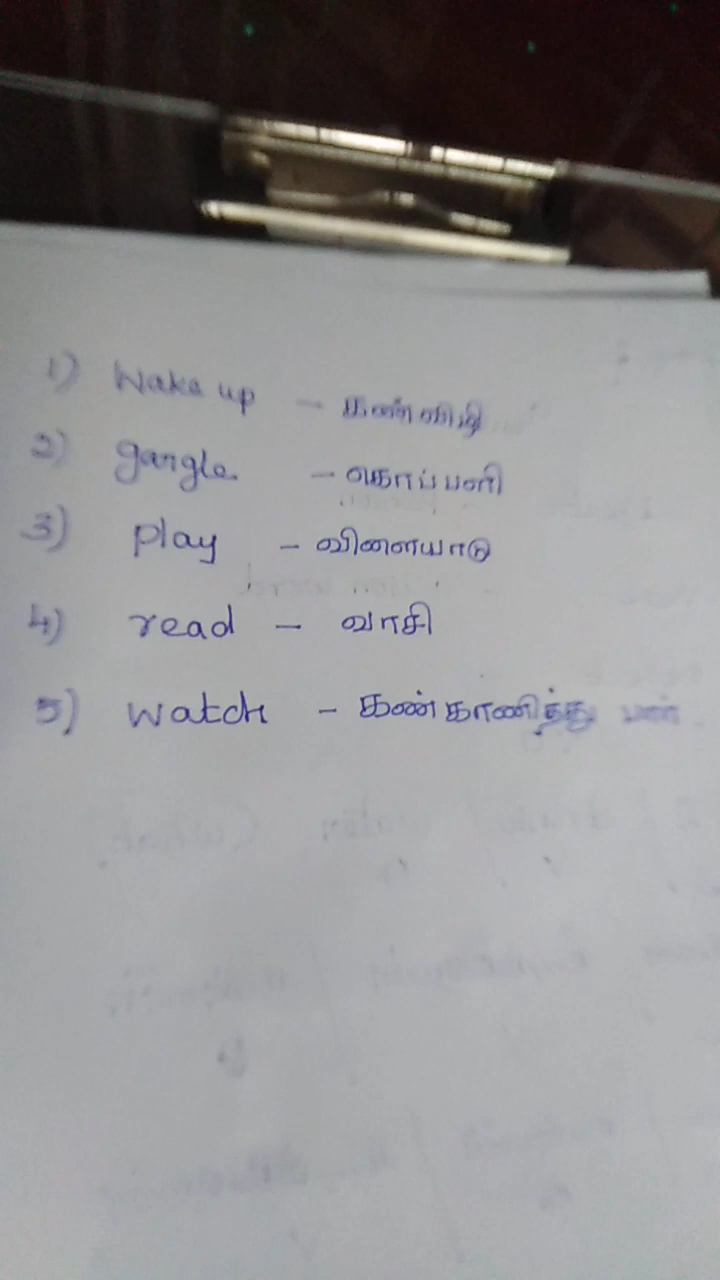 1) Wake up - கண்விழி
2) gargle - கொப்பளி
3) play - விளையாடு
4) read - வாசி
5) watch - கண்காணித்து